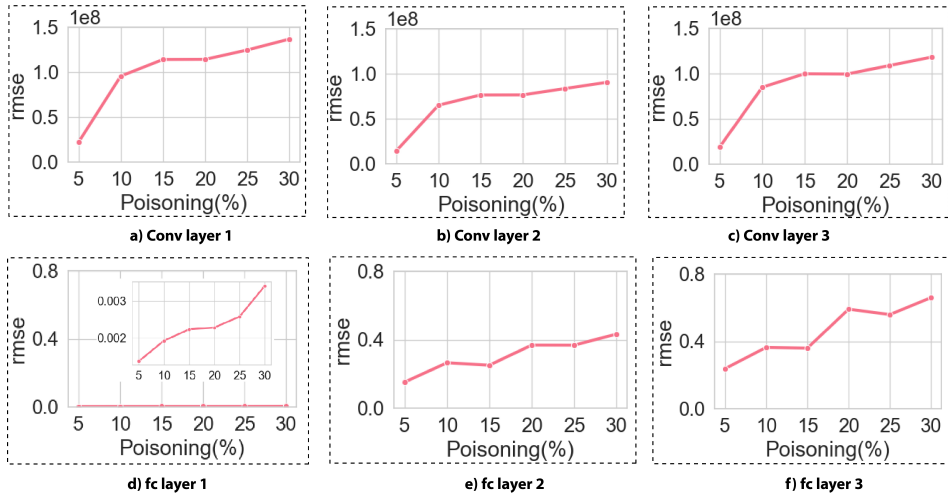 1e8
1.5
1.0
0.5
0.0
rmse
5 10 15 20 25 30
Poisoning(%)
a) Conv layer 1
1e8
1.5
1.0
0.5
0.0
rmse
5 10 15 20 25 30
Poisoning(%)
b) Conv layer 2
1e8
1.5
1.0
0.5
0.0
rmse
5 10 15 20 25 30
Poisoning(%)
c) Conv layer 3
0.8
0.4
0.0
rmse
0.003
0.002
5 10 15 20 25 30
5 10 15 20 25 30
Poisoning(%)
d) fc layer 1
0.8
0.4
0.0
rmse
5 10 15 20 25 30
Poisoning(%)
e) fc layer 2
0.8
0.4
0.0
rmse
5 10 15 20 25 30
Poisoning(%)
f) fc layer 3